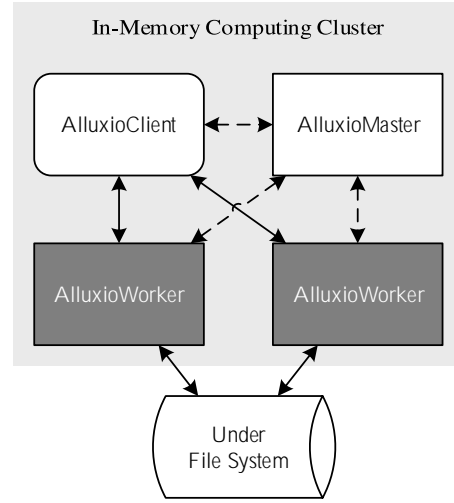 In-Memory Computing Cluster
AlluxioClient
AlluxioMaster
AlluxioWorker
AlluxioWorker
Under
File System